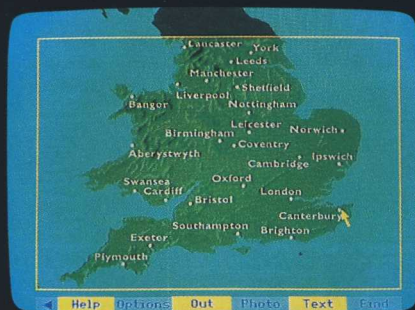 Lancaster
York
Leeds
Manchester
Sheffield
Liverpool
Bangor
Nottingham
Leicester
Norwich
Birmingham
Coventry
Aberystwyth
Cambridge
Ipswich
Swansea
Oxford
Cardiff
London
Bristol
Canterbury
Southampton
Brighton
Exeter
Plymouth
Help Options Out Photo Text Find